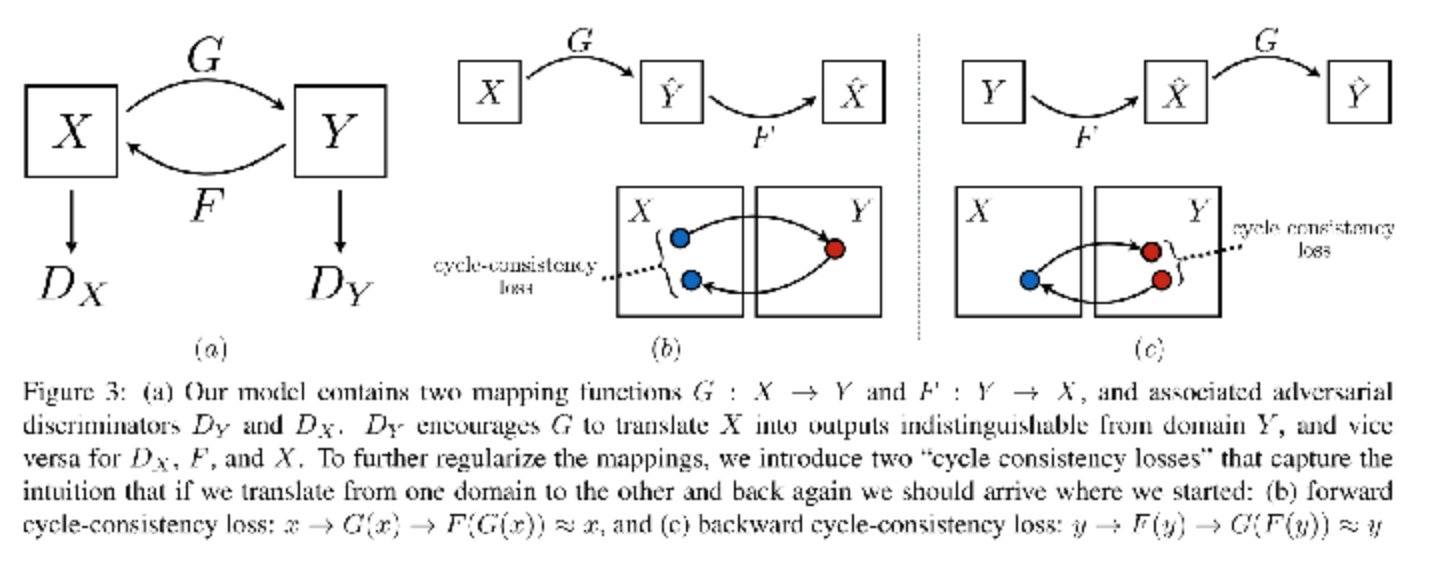 G
X
Y
F
D_X
D_Y
(a)
G
X
Ŷ
X̂
F
X
Y
cycle-consistency
loss
(b)
G
Y
X̂
Ŷ
F
X
Y
cycle-consistency
loss
(c)
Figure 3: (a) Our model contains two mapping functions G : X → Y and F : Y → X, and associated adversarial
discriminators D_Y and D_X. D_Y encourages G to translate X into outputs indistinguishable from domain Y, and vice
versa for D_X, F, and X. To further regularize the mappings, we introduce two “cycle consistency losses” that capture the
intuition that if we translate from one domain to the other and back again we should arrive where we started: (b) forward
cycle-consistency loss: x → G(x) → F(G(x)) ≈ x, and (c) backward cycle-consistency loss: y → F(y) → G(F(y)) ≈ y